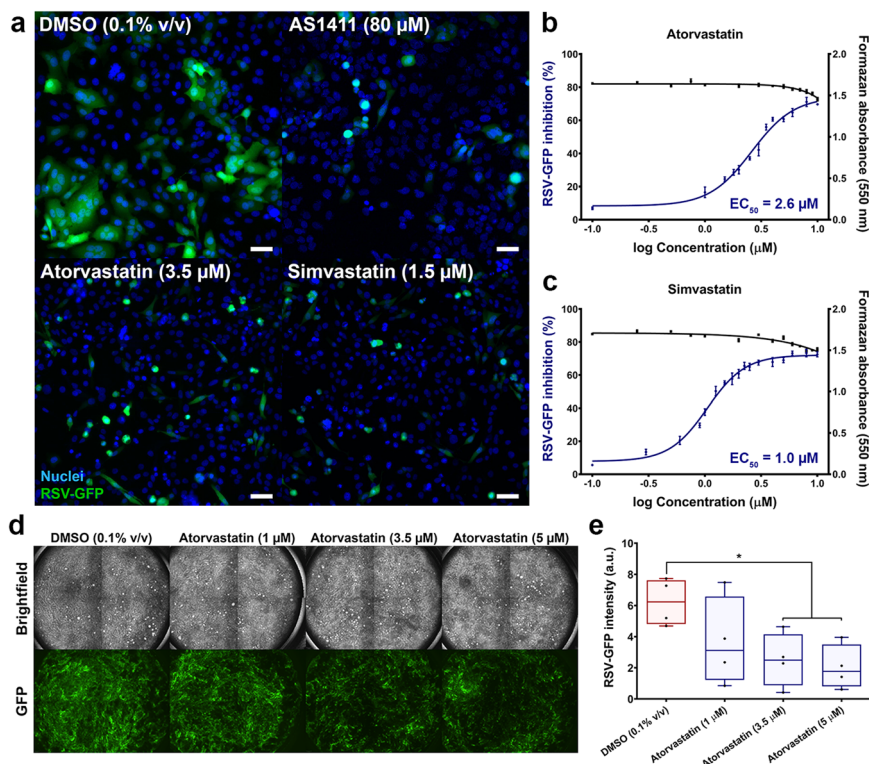 a
DMSO (0.1% v/v)
AS1411 (80 µM)
Atorvastatin (3.5 µM)
Simvastatin (1.5 µM)
Nuclei
RSV-GFP
b
Atorvastatin
RSV-GFP inhibition (%)
100
80
60
40
20
0
Formazan absorbance (550 nm)
2.0
1.5
1.0
0.5
0.0
EC50 = 2.6 µM
-1.0 -0.5 0.0 0.5 1.0
log Concentration (µM)
c
Simvastatin
RSV-GFP inhibition (%)
100
80
60
40
20
0
Formazan absorbance (550 nm)
2.0
1.5
1.0
0.5
0.0
EC50 = 1.0 µM
-1.0 -0.5 0.0 0.5 1.0
log Concentration (µM)
d
DMSO (0.1% v/v) Atorvastatin (1 µM) Atorvastatin (3.5 µM) Atorvastatin (5 µM)
Brightfield
GFP
e
RSV-GFP intensity (a.u.)
10
8
6
4
2
0
*
DMSO (0.1% v/v)
Atorvastatin (1 µM)
Atorvastatin (3.5 µM)
Atorvastatin (5 µM)